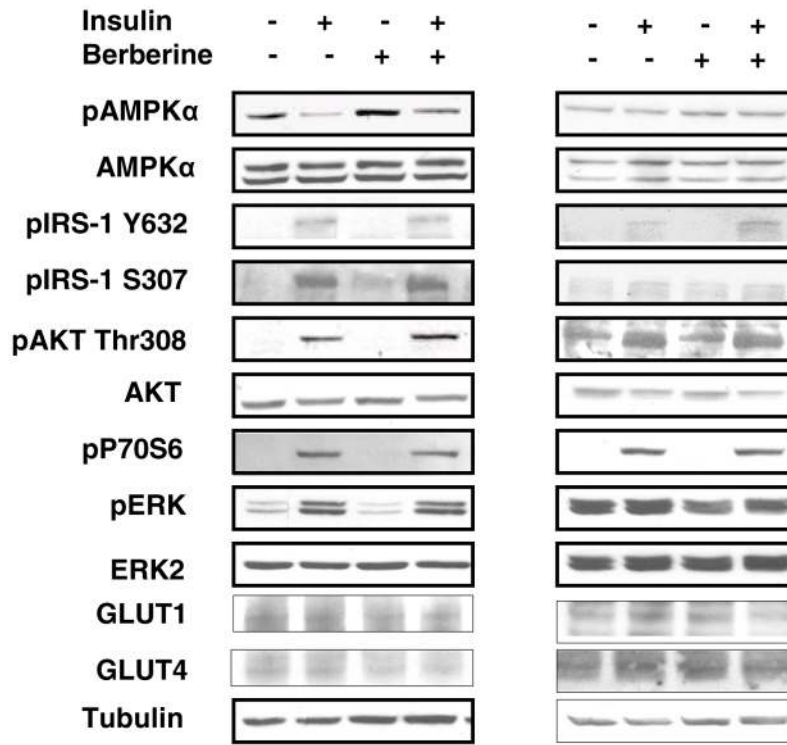 Insulin - + - + - + - +
Berberine - - + + - - + +
pAMPKα
AMPKα
pIRS-1 Y632
pIRS-1 S307
pAKT Thr308
AKT
pP70S6
pERK
ERK2
GLUT1
GLUT4
Tubulin